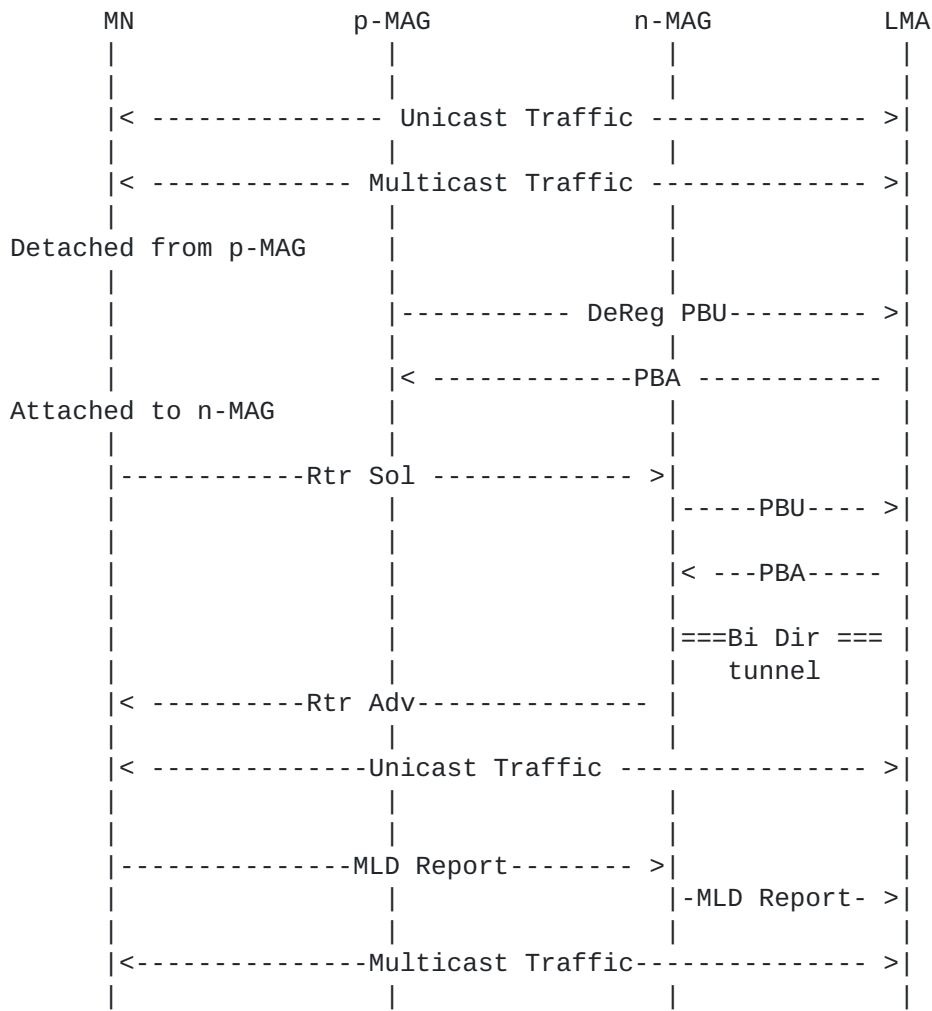 MN p-MAG n-MAG LMA
|< --------------- Unicast Traffic -------------- >|
|< ------------- Multicast Traffic -------------- >|
Detached from p-MAG
|----------- DeReg PBU--------- >|
|< -------------PBA ------------ |
Attached to n-MAG
|------------Rtr Sol ------------- >|
|-----PBU---- >|
|< ---PBA----- |
|===Bi Dir === |
tunnel
|< ----------Rtr Adv--------------- |
|< --------------Unicast Traffic ---------------- >|
|---------------MLD Report-------- >|
|-MLD Report- >|
|<---------------Multicast Traffic--------------- >|